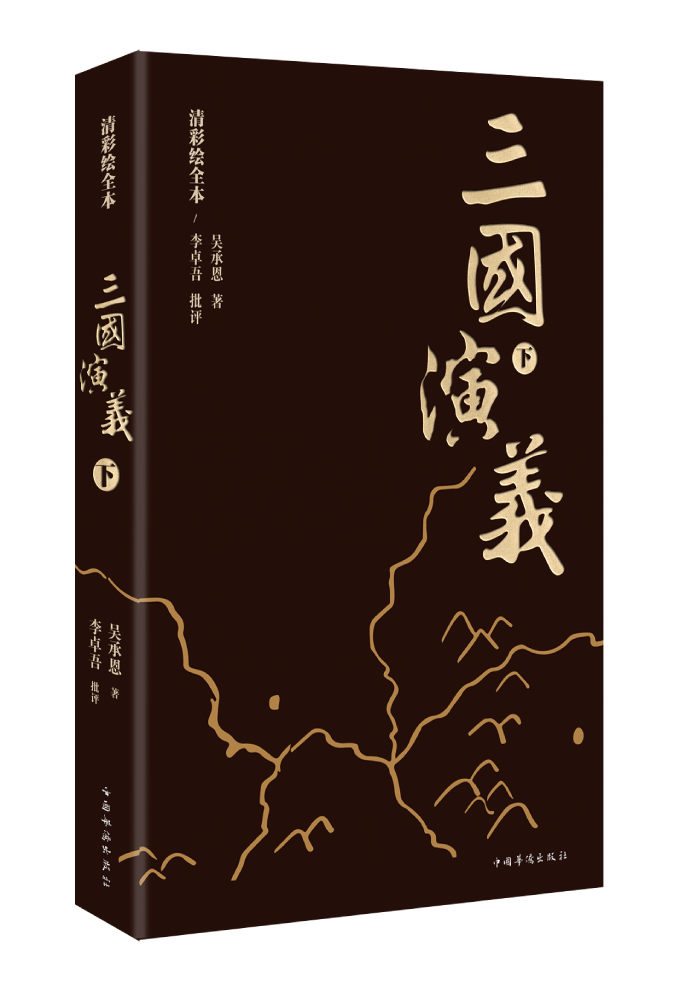 清彩绘全本
三國演義
下
吴承恩 著
李卓吾 批评
中国华侨出版社
三國演義
下
清彩绘全本 /
吴承恩 著
李卓吾 批评
中国华侨出版社